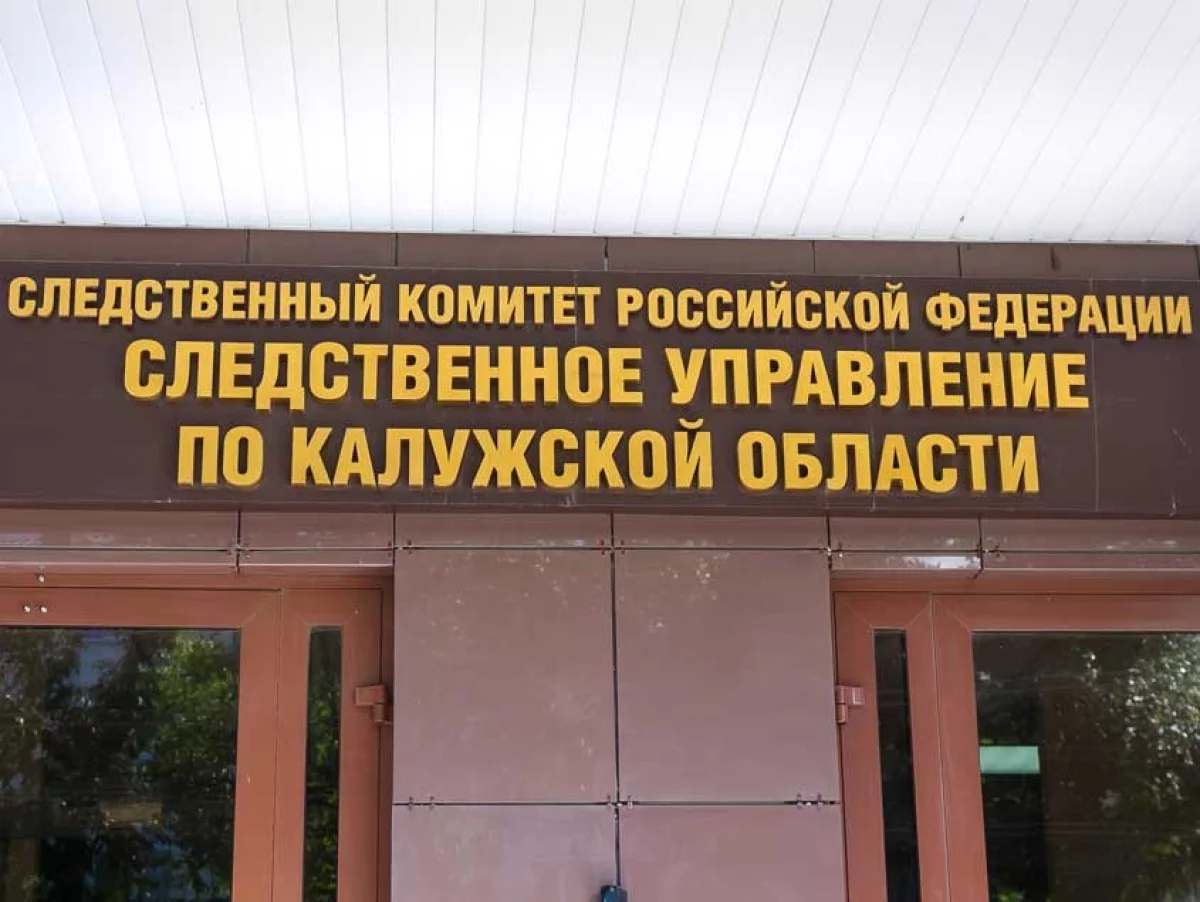 СЛЕДСТВЕННЫЙ КОМИТЕТ РОССИЙСКОЙ ФЕДЕРАЦИИ
СЛЕДСТВЕННОЕ УПРАВЛЕНИЕ
ПО КАЛУЖСКОЙ ОБЛАСТИ